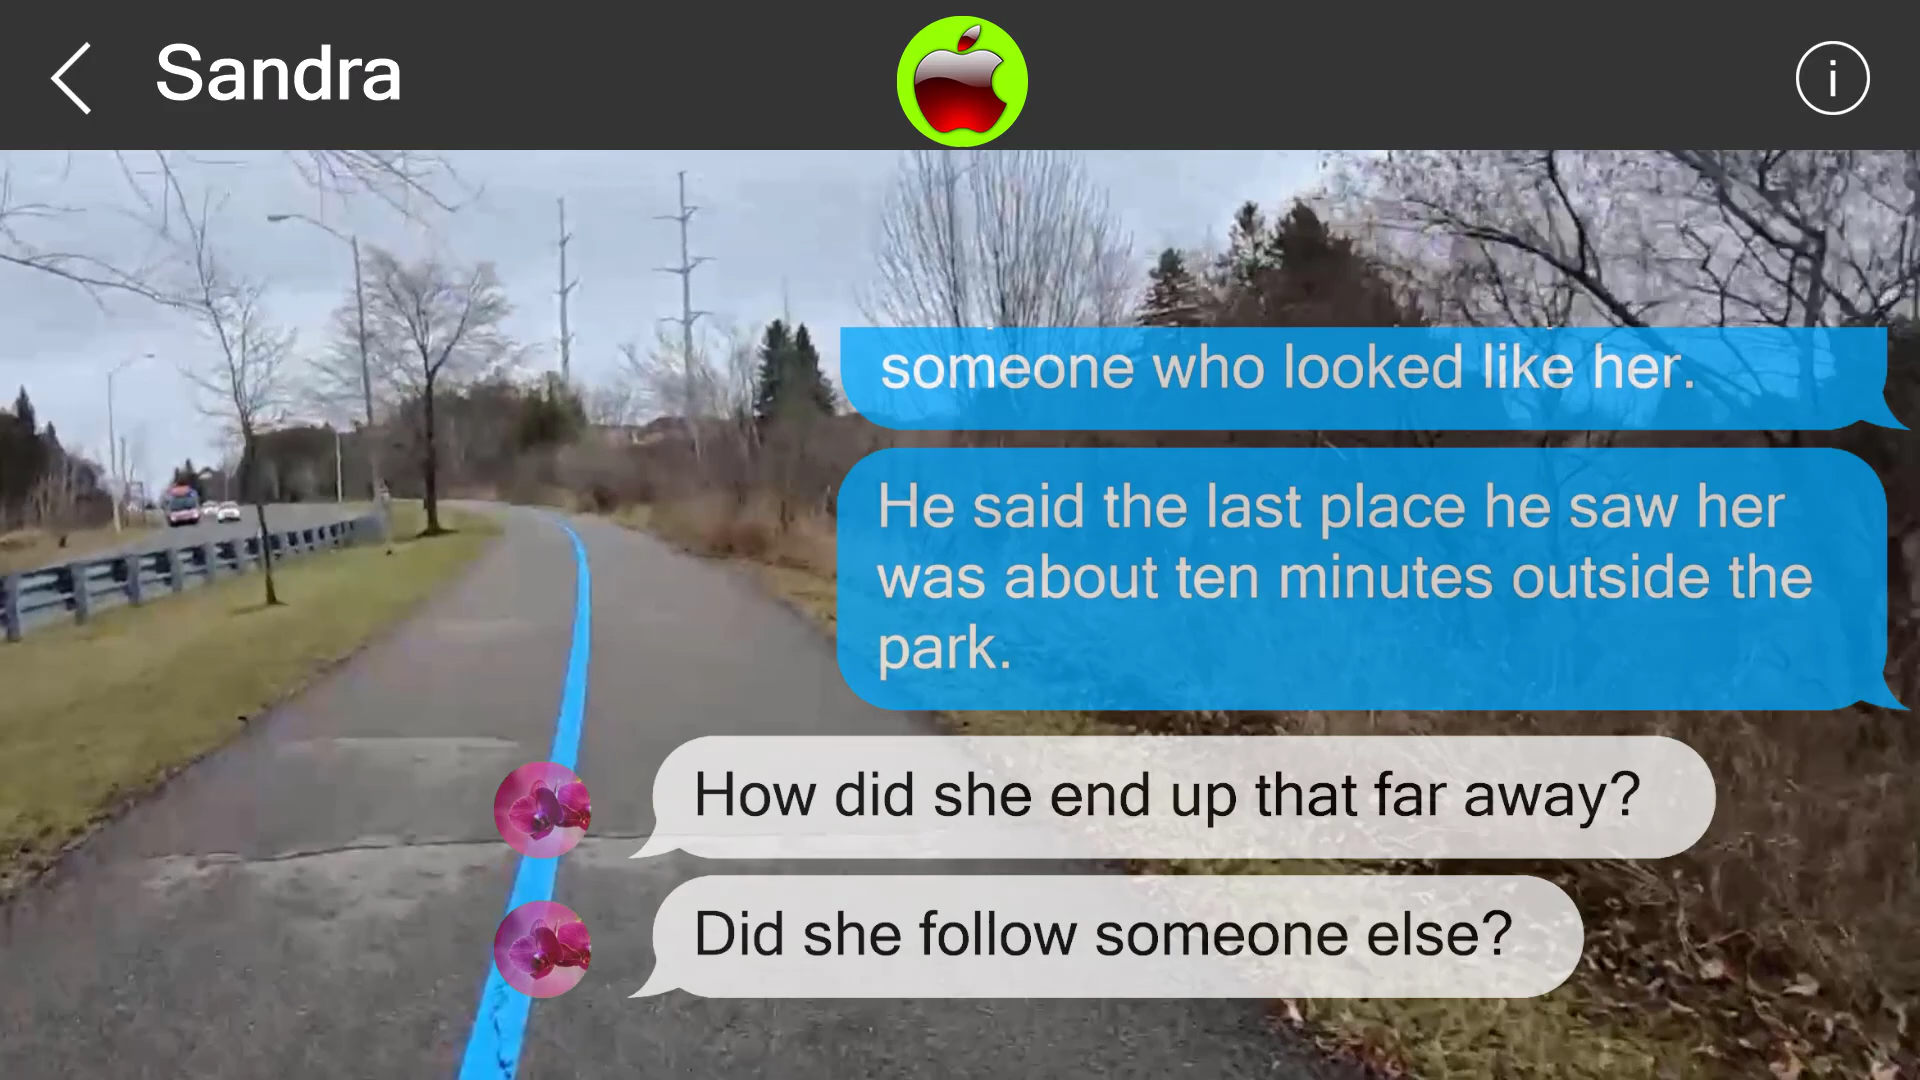 Sandra
i
someone who looked like her.
He said the last place he saw her
was about ten minutes outside the
park.
How did she end up that far away?
Did she follow someone else?